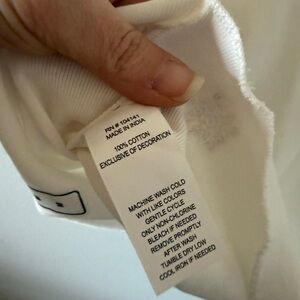 RN # 104141
MADE IN INDIA
100% COTTON
EXCLUSIVE OF DECORATION
MACHINE WASH COLD
WITH LIKE COLORS
GENTLE CYCLE
ONLY NON-CHLORINE
BLEACH IF NEEDED
REMOVE PROMPTLY
AFTER WASH
TUMBLE DRY LOW
COOL IRON IF NEEDED